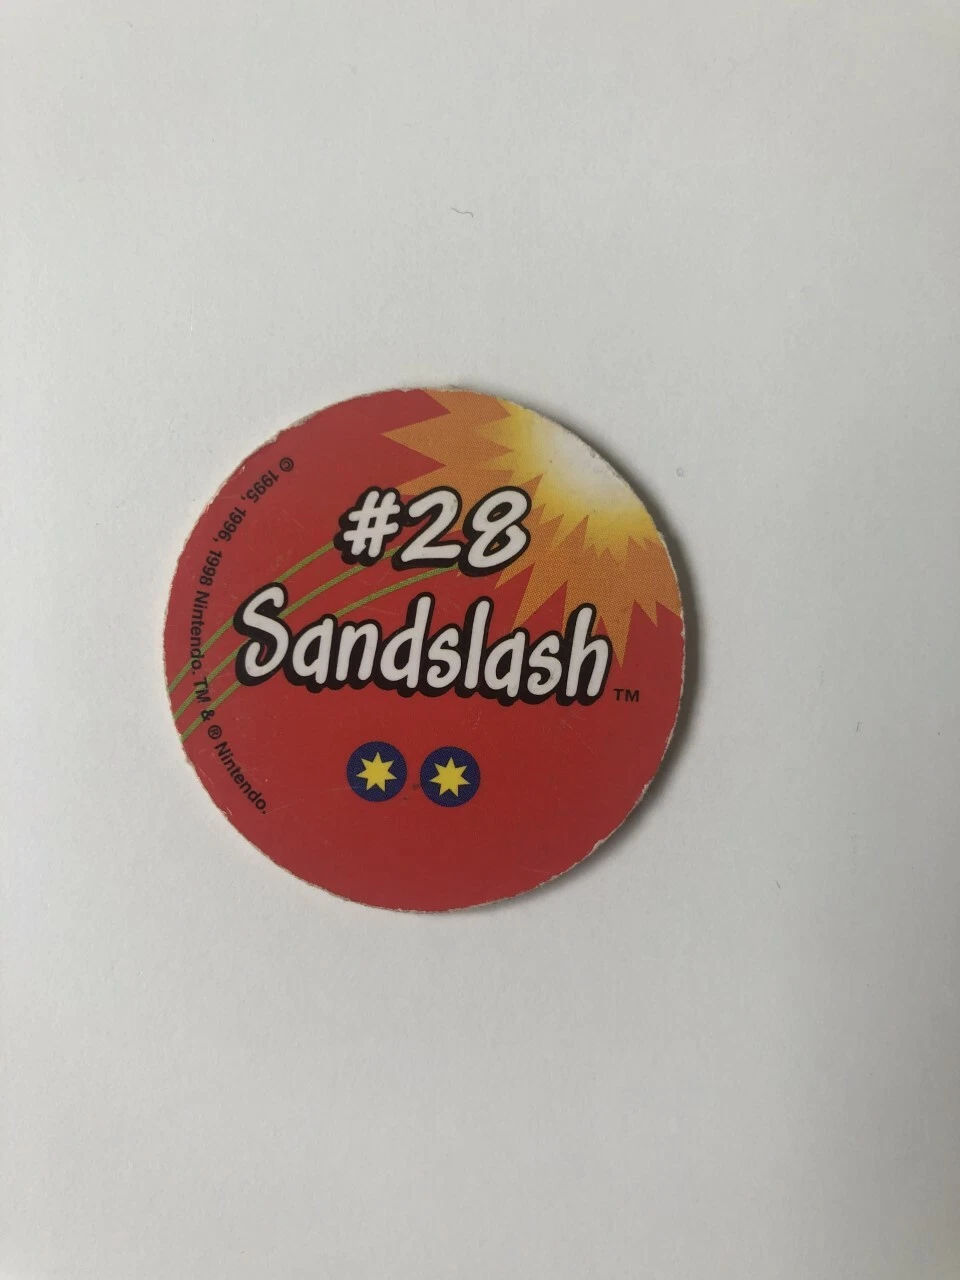 #28
Sandslash™
© 1995, 1996, 1998 Nintendo. TM & ® Nintendo.